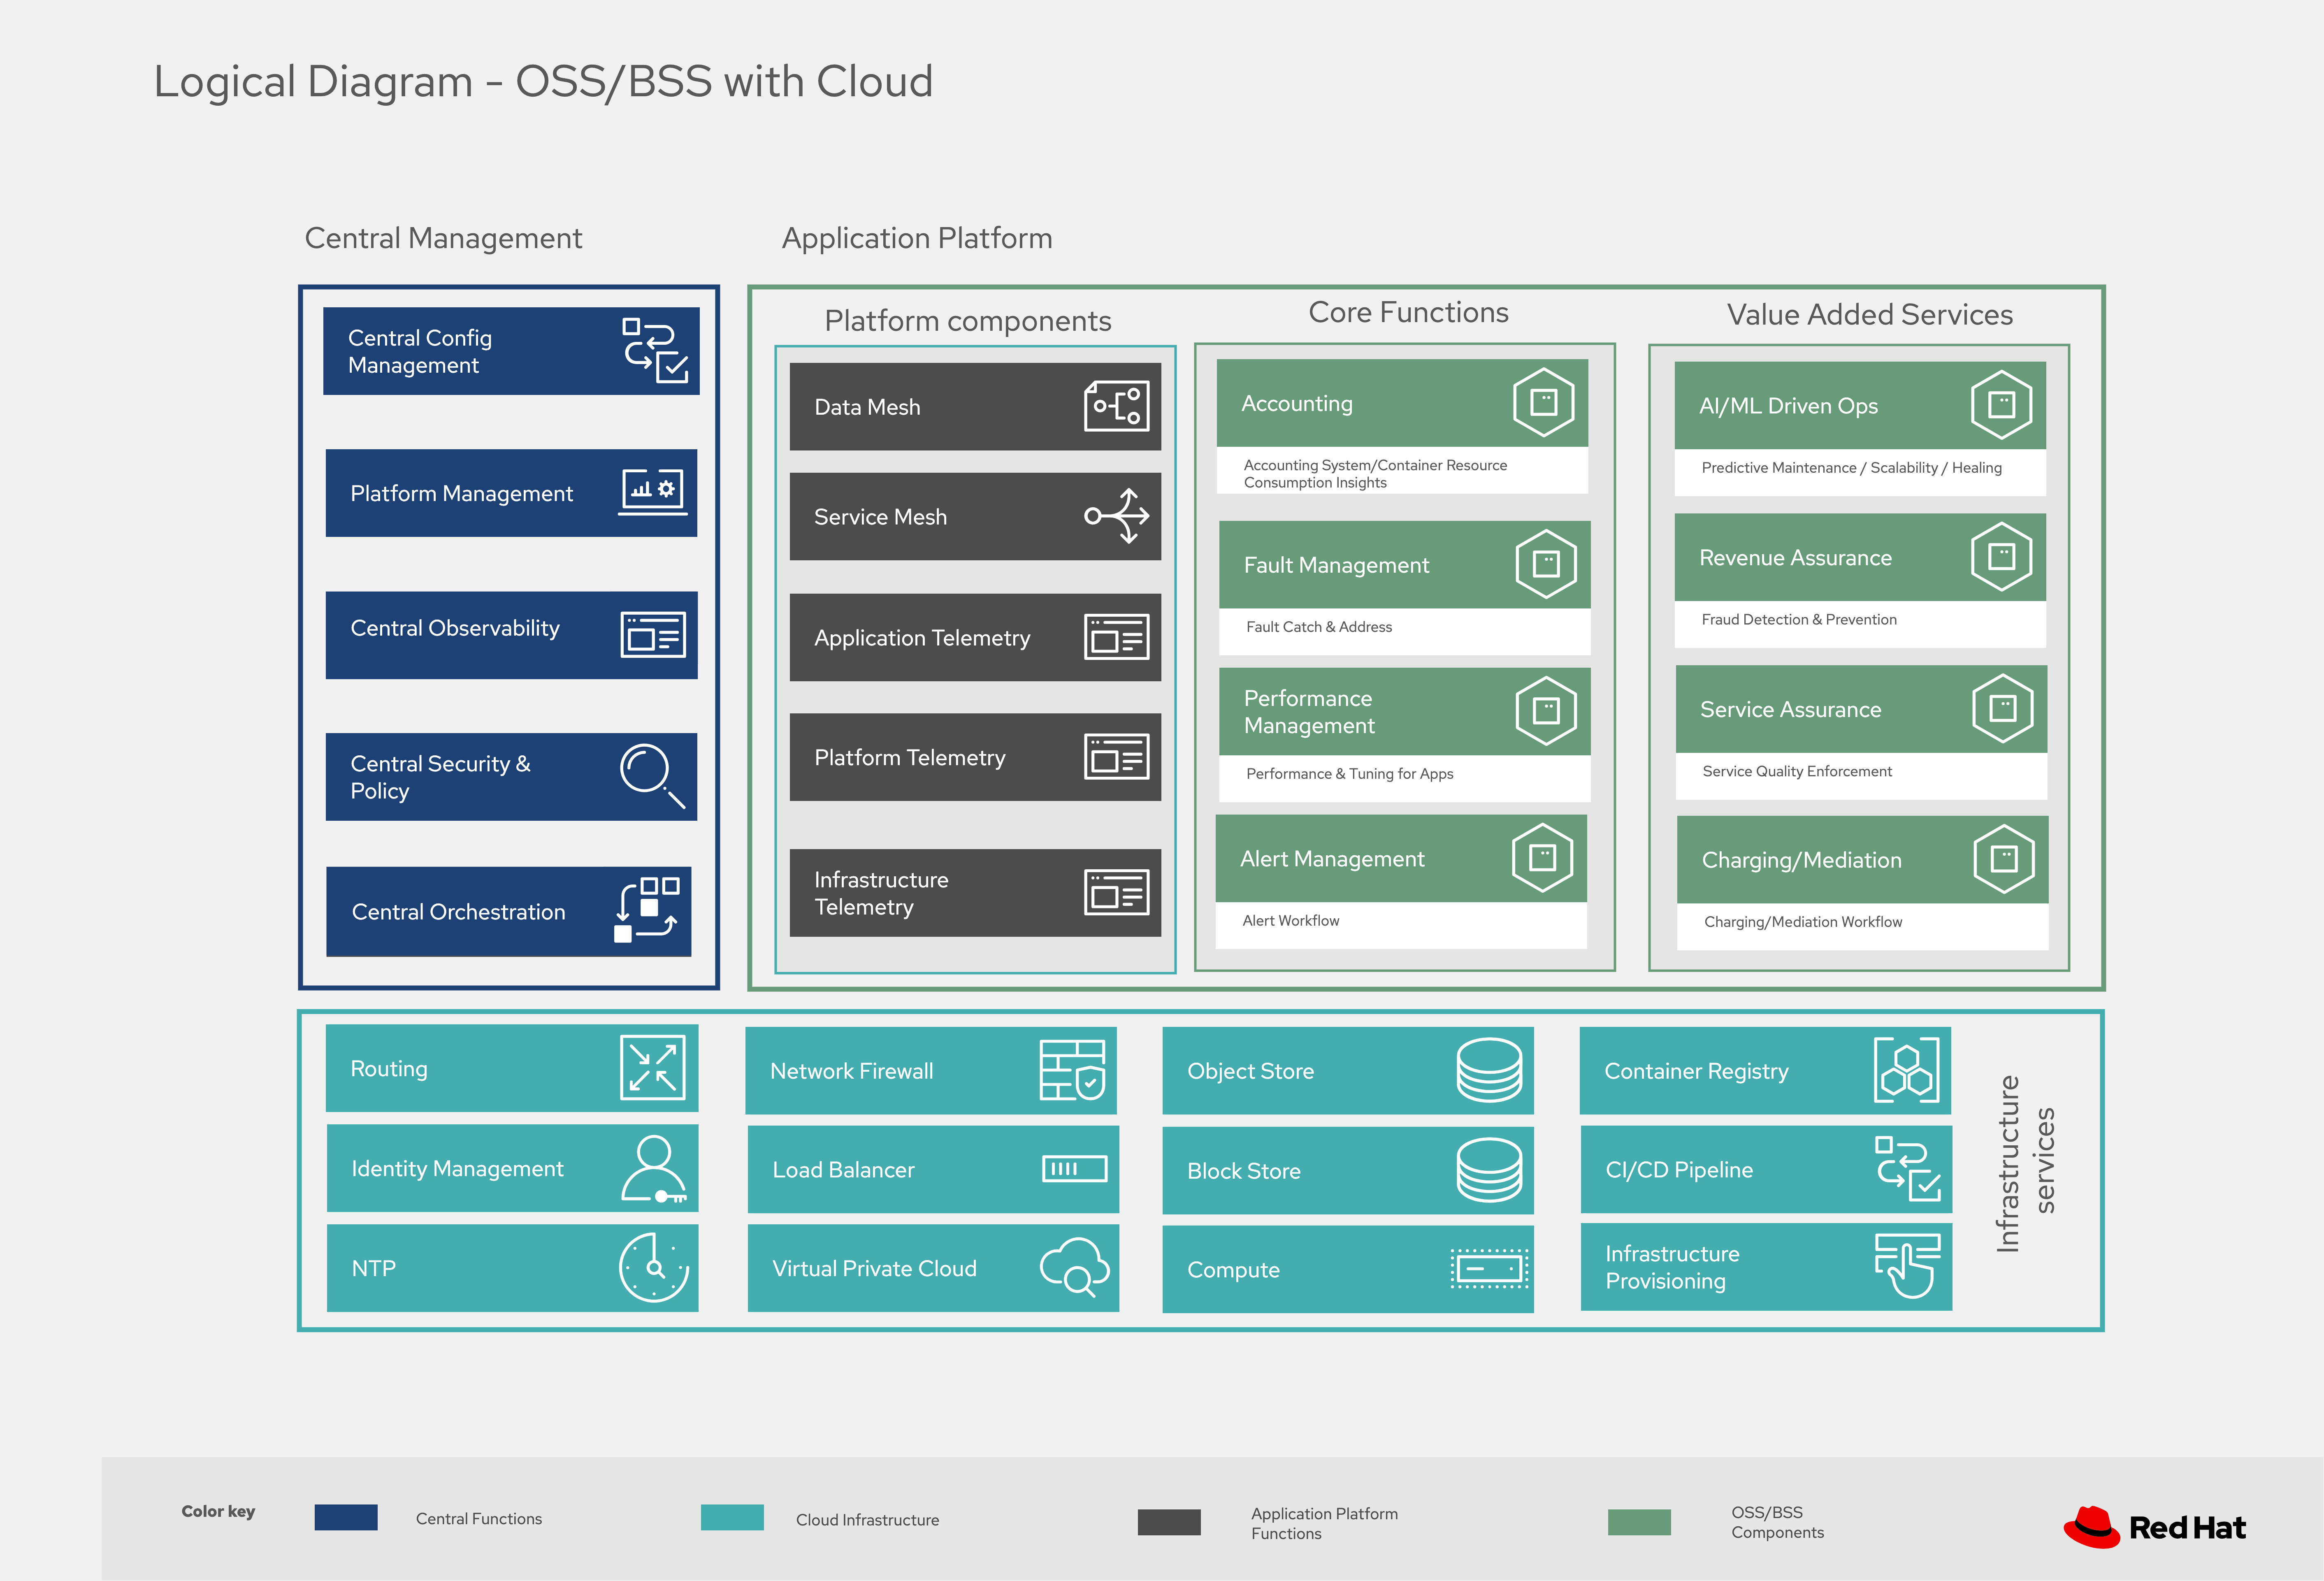 Logical Diagram - OSS/BSS with Cloud
Central Management
Central Config
Management
Platform Management
Central Observability
Central Security &
Policy
Central Orchestration
Application Platform
Platform components
Data Mesh
Service Mesh
Application Telemetry
Platform Telemetry
Infrastructure
Telemetry
Core Functions
Accounting
Accounting System/Container Resource
Consumption Insights
Fault Management
Fault Catch & Address
Performance
Management
Performance & Tuning for Apps
Alert Management
Alert Workflow
Value Added Services
AI/ML Driven Ops
Predictive Maintenance / Scalability / Healing
Revenue Assurance
Fraud Detection & Prevention
Service Assurance
Service Quality Enforcement
Charging/Mediation
Charging/Mediation Workflow
Routing
Identity Management
NTP
Network Firewall
Load Balancer
Virtual Private Cloud
Object Store
Block Store
Compute
Container Registry
CI/CD Pipeline
Infrastructure
Provisioning
Infrastructure
services
Color key
Central Functions
Cloud Infrastructure
Application Platform
Functions
OSS/BSS
Components
Red Hat